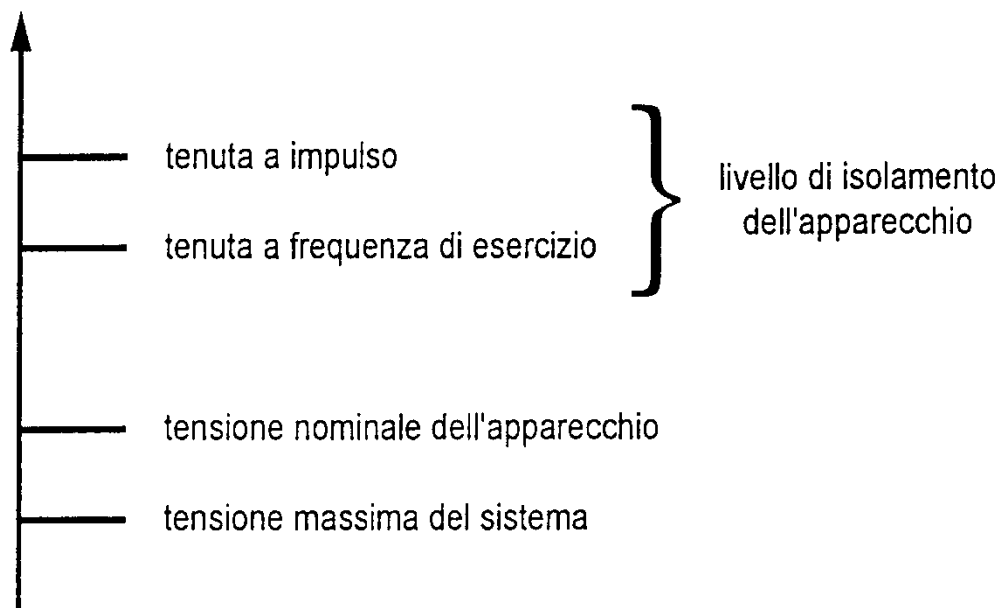 tenuta a impulso
tenuta a frequenza di esercizio
livello di isolamento
dell'apparecchio
tensione nominale dell'apparecchio
tensione massima del sistema